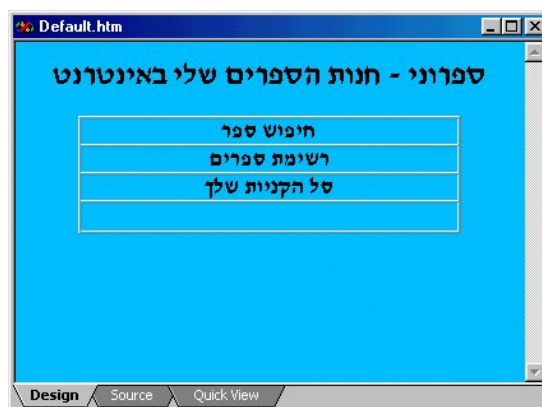 Default.htm
ספרוני - חנות הספרים שלי באינטרנט
חיפוש ספר
רשימת ספרים
סל הקניות שלך
Design Source Quick View